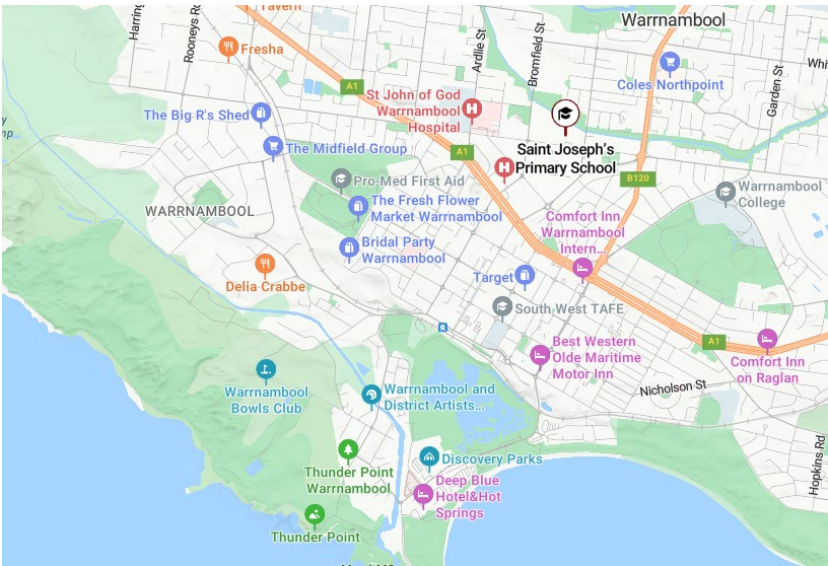 Tavern
Harring
Rooneys Rd
Fresha
Ardlie St
Bromfield St
Warrnambool
Coles Northpoint
Garden St
Whi
A1
St John of God
Warrnambool
Hospital
The Big R's Shed
The Midfield Group
A1
Saint Joseph's
Primary School
B120
Pro-Med First Aid
Warrnambool
College
WARRNAMBOOL
The Fresh Flower
Market Warrnambool
Comfort Inn
Warrnambool
Intern...
Bridal Party
Warrnambool
Target
Delia Crabbe
South West TAFE
A1
Best Western
Olde Maritime
Motor Inn
Comfort Inn
on Raglan
Nicholson St
Warrnambool
Bowls Club
Warrnambool and
District Artists...
Hopkins Rd
Discovery Parks
Thunder Point
Warrnambool
Deep Blue
Hotel&Hot
Springs
Thunder Point